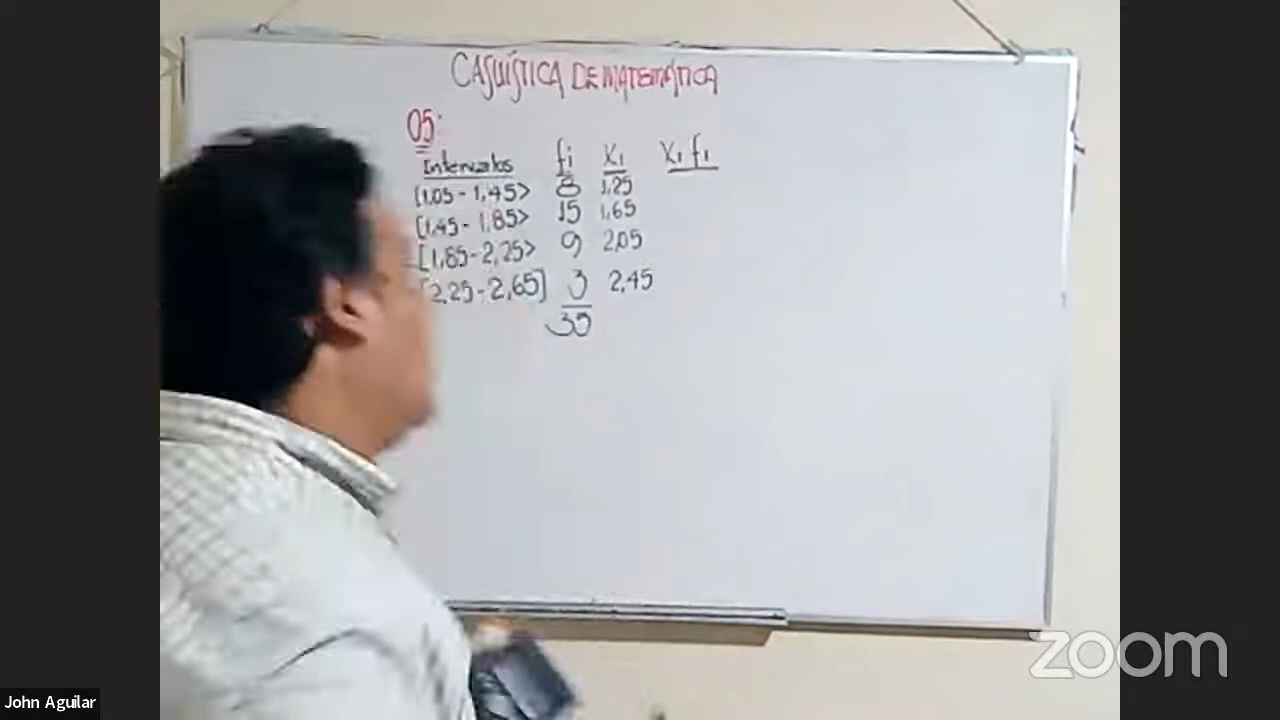 CASUÍSTICA DE MATEMÁTICA
05:
Intervalos fi Xi Xi fi
[1,05 - 1,45> 8 1,25
[1,45 - 1,85> 15 1,65
[1,85 - 2,25> 9 2,05
[2,25 - 2,65] 3 2,45
35
zoom
John Aguilar